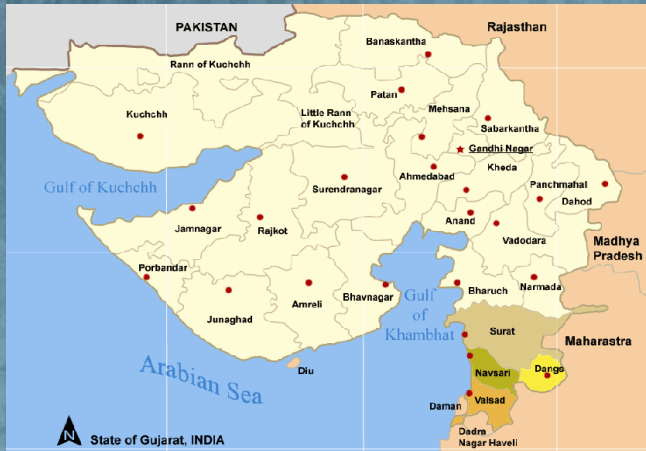 PAKISTAN
Rajasthan
Banaskantha
Rann of Kuchchh
Patan
Mehsana
Kuchchh
Little Rann
of Kuchchh
Sabarkantha
Gandhi Nagar
Ahmedabad
Kheda
Gulf of Kuchchh
Surendranagar
Panchmahal
Dahod
Anand
Jamnagar
Rajkot
Vadodara
Madhya
Pradesh
Porbandar
Junaghad
Amreli
Bhavnagar
Gulf
of
Khambhat
Bharuch
Narmada
Surat
Maharastra
Arabian Sea
Diu
Navsari
Dangs
Valsad
Daman
Dadra
Nagar Haveli
N
State of Gujarat, INDIA